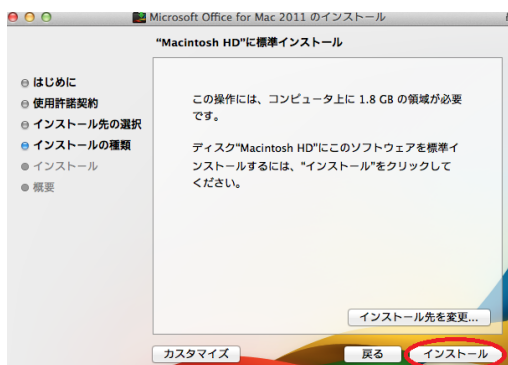 Microsoft Office for Mac 2011 のインストール
“Macintosh HD”に標準インストール
はじめに
使用許諾契約
インストール先の選択
インストールの種類
インストール
概要
この操作には、コンピュータ上に 1.8 GB の領域が必要
です。
ディスク“Macintosh HD”にこのソフトウェアを標準イ
ンストールするには、“インストール”をクリックして
ください。
インストール先を変更...
カスタマイズ
戻る
インストール